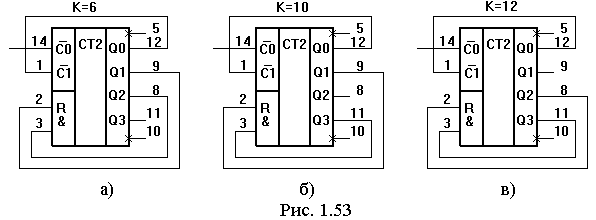 K=6 K=10 K=12
5 5 5
14 C̅0 CT2 Q0 12 14 C̅0 CT2 Q0 12 14 C̅0 CT2 Q0 12
1 C̅1 Q1 9 1 C̅1 Q1 9 1 C̅1 Q1 9
2 R Q2 8 2 R Q2 8 2 R Q2 8
3 & Q3 11 3 & Q3 11 3 & Q3 11
10 10 10
а) б) в)
Рис. 1.53